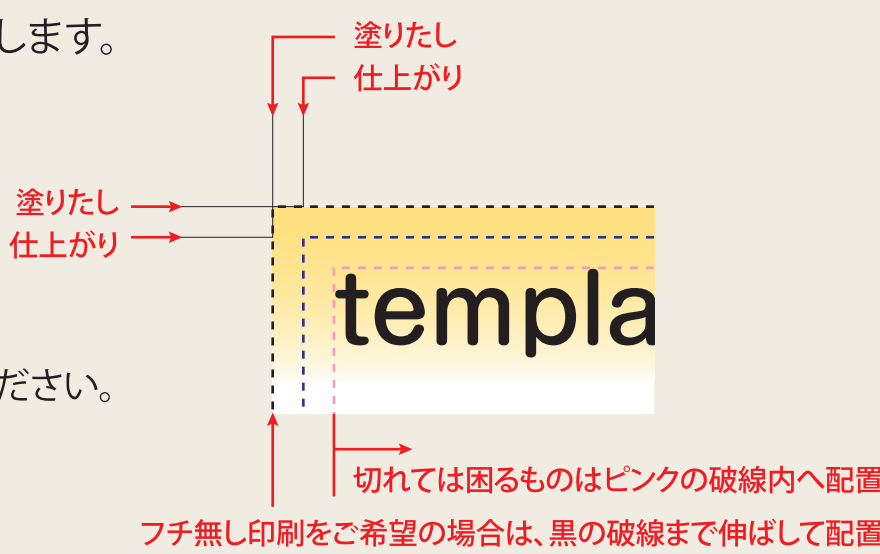 します。
塗りたし
仕上がり
塗りたし
仕上がり
templa
ださい。
切れては困るものはピンクの破線内へ配置
フチ無し印刷をご希望の場合は、黒の破線まで伸ばして配置